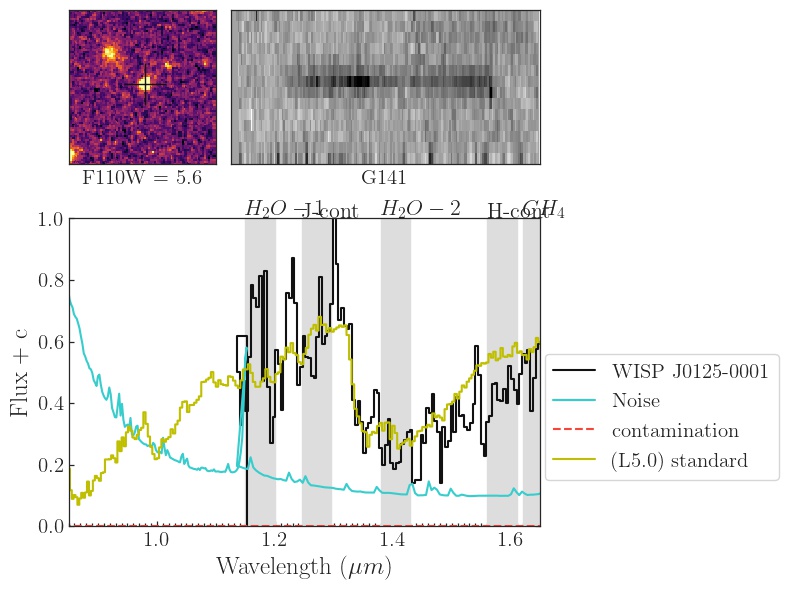 F110W = 5.6
G141
H₂O − 1
J-cont
H₂O − 2
H-cont
CH₄
1.0
0.8
0.6
0.4
0.2
0.0
Flux + c
1.0
1.2
1.4
1.6
Wavelength (μm)
WISP J0125-0001
Noise
contamination
(L5.0) standard